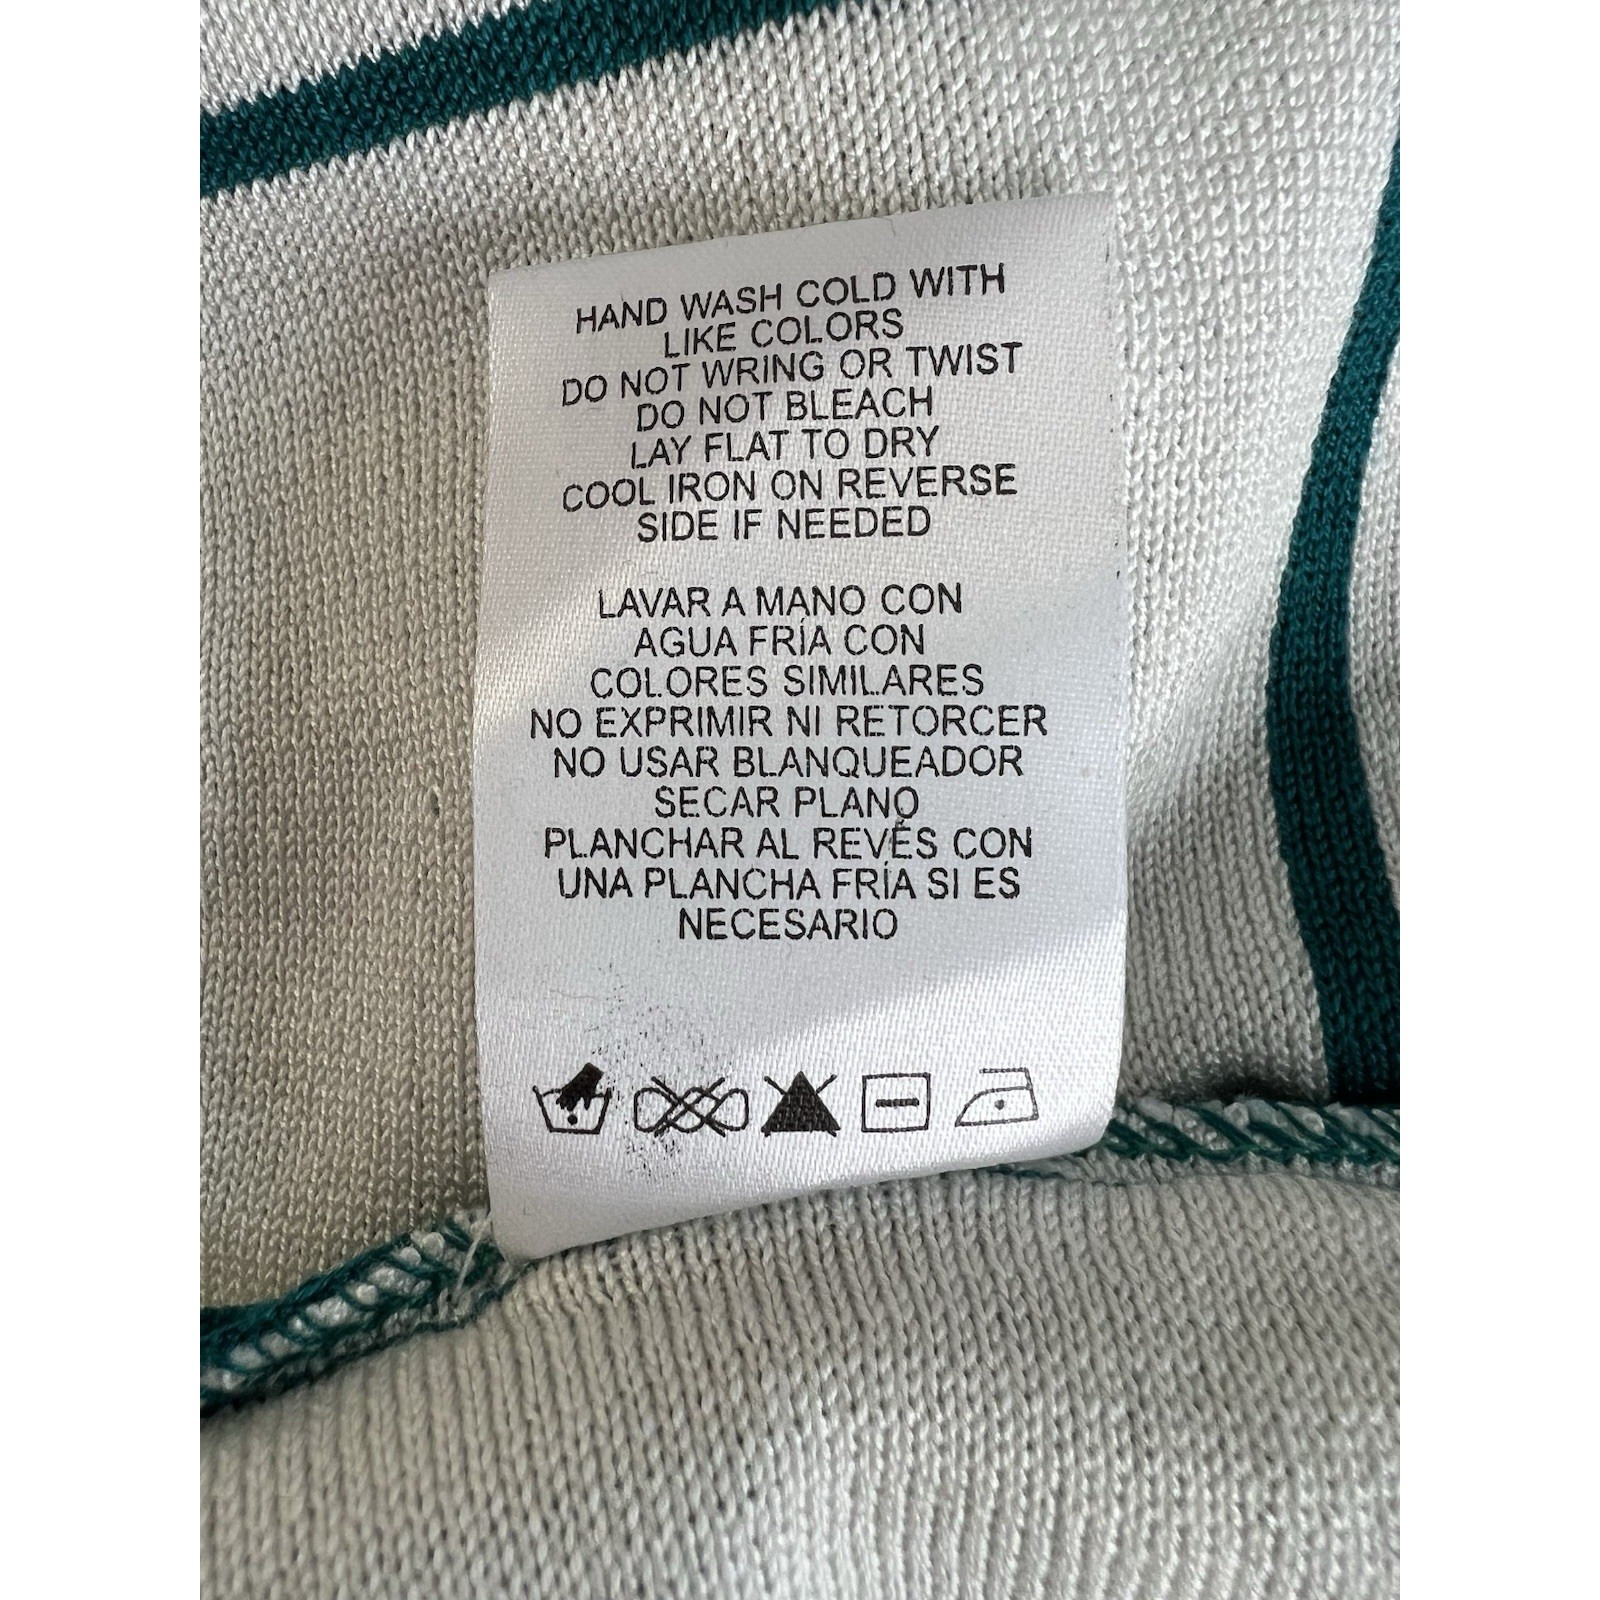 HAND WASH COLD WITH
LIKE COLORS
DO NOT WRING OR TWIST
DO NOT BLEACH
LAY FLAT TO DRY
COOL IRON ON REVERSE
SIDE IF NEEDED
LAVAR A MANO CON
AGUA FRÍA CON
COLORES SIMILARES
NO EXPRIMIR NI RETORCER
NO USAR BLANQUEADOR
SECAR PLANO
PLANCHAR AL REVÉS CON
UNA PLANCHA FRÍA SI ES
NECESARIO